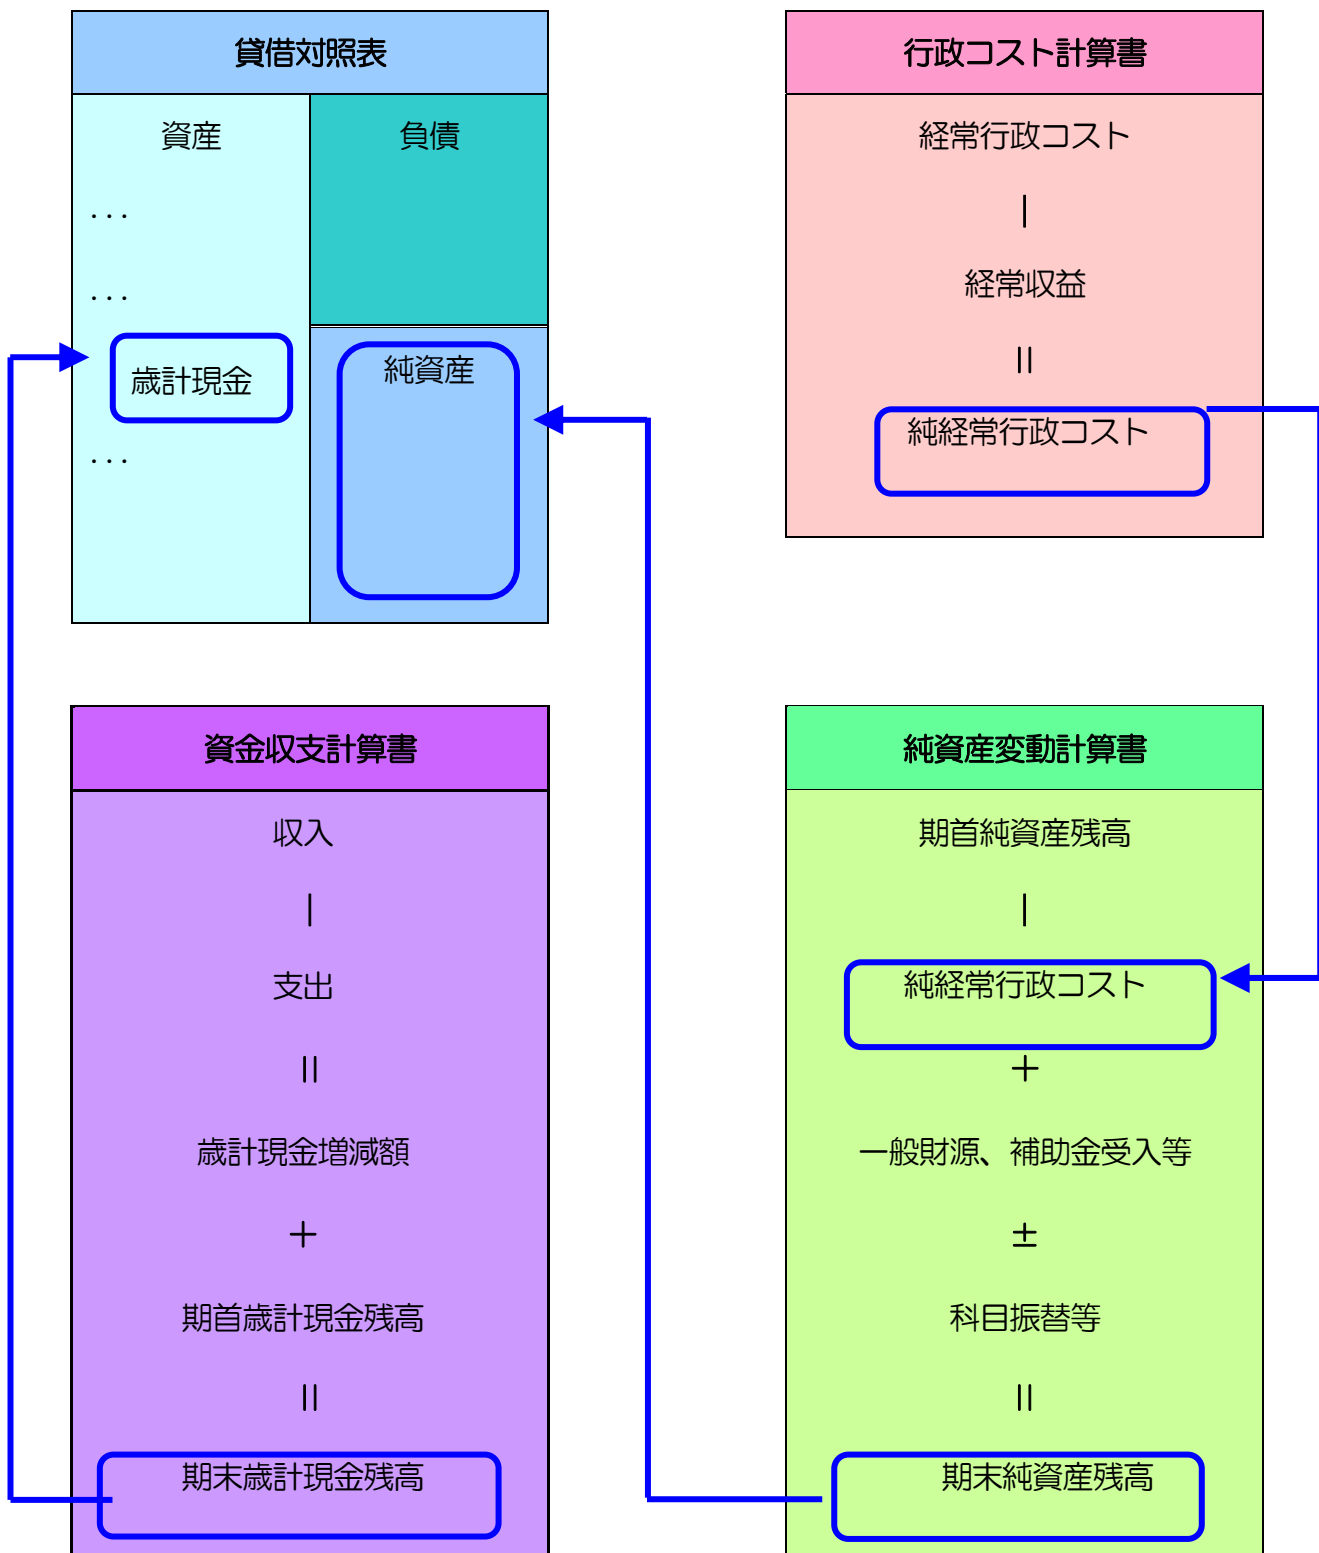 貸借対照表
資産
負債
...
...
歳計現金
純資産
...
行政コスト計算書
経常行政コスト
｜
経常収益
||
純経常行政コスト
資金収支計算書
収入
｜
支出
||
歳計現金増減額
＋
期首歳計現金残高
||
期末歳計現金残高
純資産変動計算書
期首純資産残高
｜
純経常行政コスト
＋
一般財源、補助金受入等
±
科目振替等
||
期末純資産残高